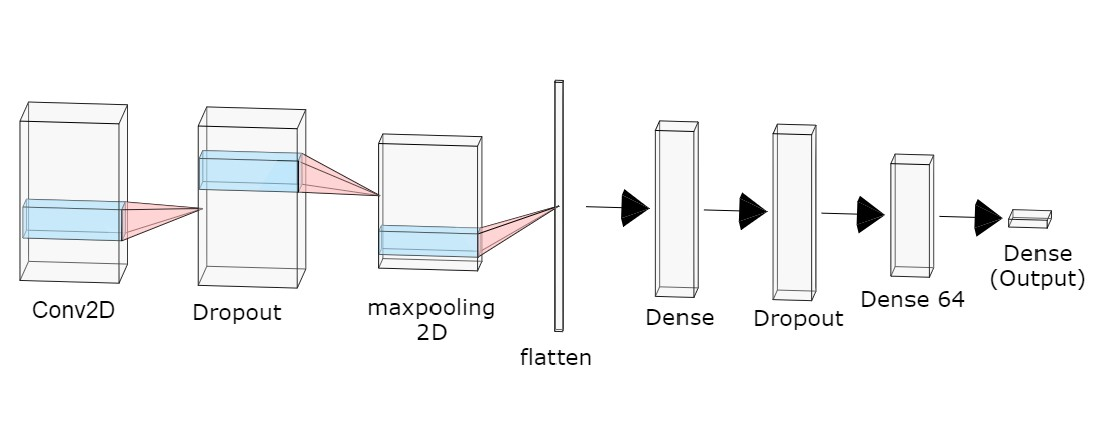 Conv2D
Dropout
maxpooling
2D
flatten
Dense
Dropout
Dense 64
Dense
(Output)